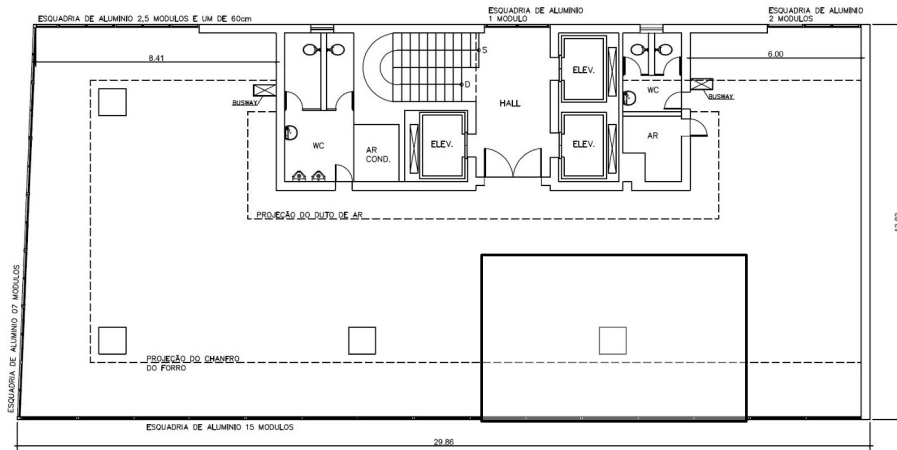 ESQUADRIA DE ALUMINIO 2,5 MODULOS E UM DE 60cm
ESQUADRIA DE ALUMINIO
1 MODULO
ESQUADRIA DE ALUMINIO
2 MODULOS
8.41
6.00
S
D
ELEV.
HALL
WC
BUSWAY
BUSWAY
WC
AR
COND.
ELEV.
ELEV.
AR
PROJEÇÃO DO DUTO DE AR
ESQUADRIA DE ALUMINIO 07 MODULOS
PROJEÇÃO DO CHANFRO
DO FORRO
ESQUADRIA DE ALUMINIO 15 MODULOS
29.86